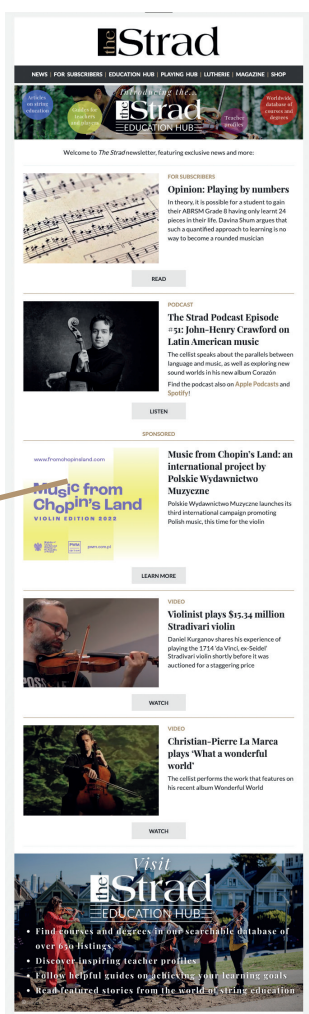 the Strad
NEWS | FOR SUBSCRIBERS | EDUCATION HUB | PLAYING HUB | LUTHERIE | MAGAZINE | SHOP
Articles
on string
education
Guides for
teachers
and players
Introducing the...
the Strad
EDUCATION HUB
Teacher
profiles
Worldwide
database of
courses and
degrees
Welcome to The Strad newsletter, featuring exclusive news and more:
FOR SUBSCRIBERS
Opinion: Playing by numbers
In theory, it is possible for a student to gain
their ABRSM Grade 8 having only learnt 24
pieces in their life. Davina Shum argues that
such a quantified approach to learning is no
way to become a rounded musician
READ
PODCAST
The Strad Podcast Episode
#51: John-Henry Crawford on
Latin American music
The cellist speaks about the parallels between
language and music, as well as exploring new
sound worlds in his new album Corazón
Find the podcast also on Apple Podcasts and
Spotify!
LISTEN
SPONSORED
www.fromchopinsland.com
Music from
Chopin's Land
VIOLIN EDITION 2022
PWM
pwm.com.pl
Music from Chopin's Land: an
international project by
Polskie Wydawnictwo
Muzyczne
Polskie Wydawnictwo Muzyczne launches its
third international campaign promoting
Polish music, this time for the violin
LEARN MORE
VIDEO
Violinist plays $15.34 million
Stradivari violin
Daniel Kurganov shares his experience of
playing the 1714 'da Vinci, ex-Seidel'
Stradivari violin shortly before it was
auctioned for a staggering price
WATCH
VIDEO
Christian-Pierre La Marca
plays 'What a wonderful
world'
The cellist performs the work that features on
his recent album Wonderful World
WATCH
Visit
the Strad
EDUCATION HUB
• Find courses and degrees in our searchable database of
over 650 listings
• Discover inspiring teacher profiles
• Follow helpful guides on achieving your learning goals
• Read featured stories from the world of string education